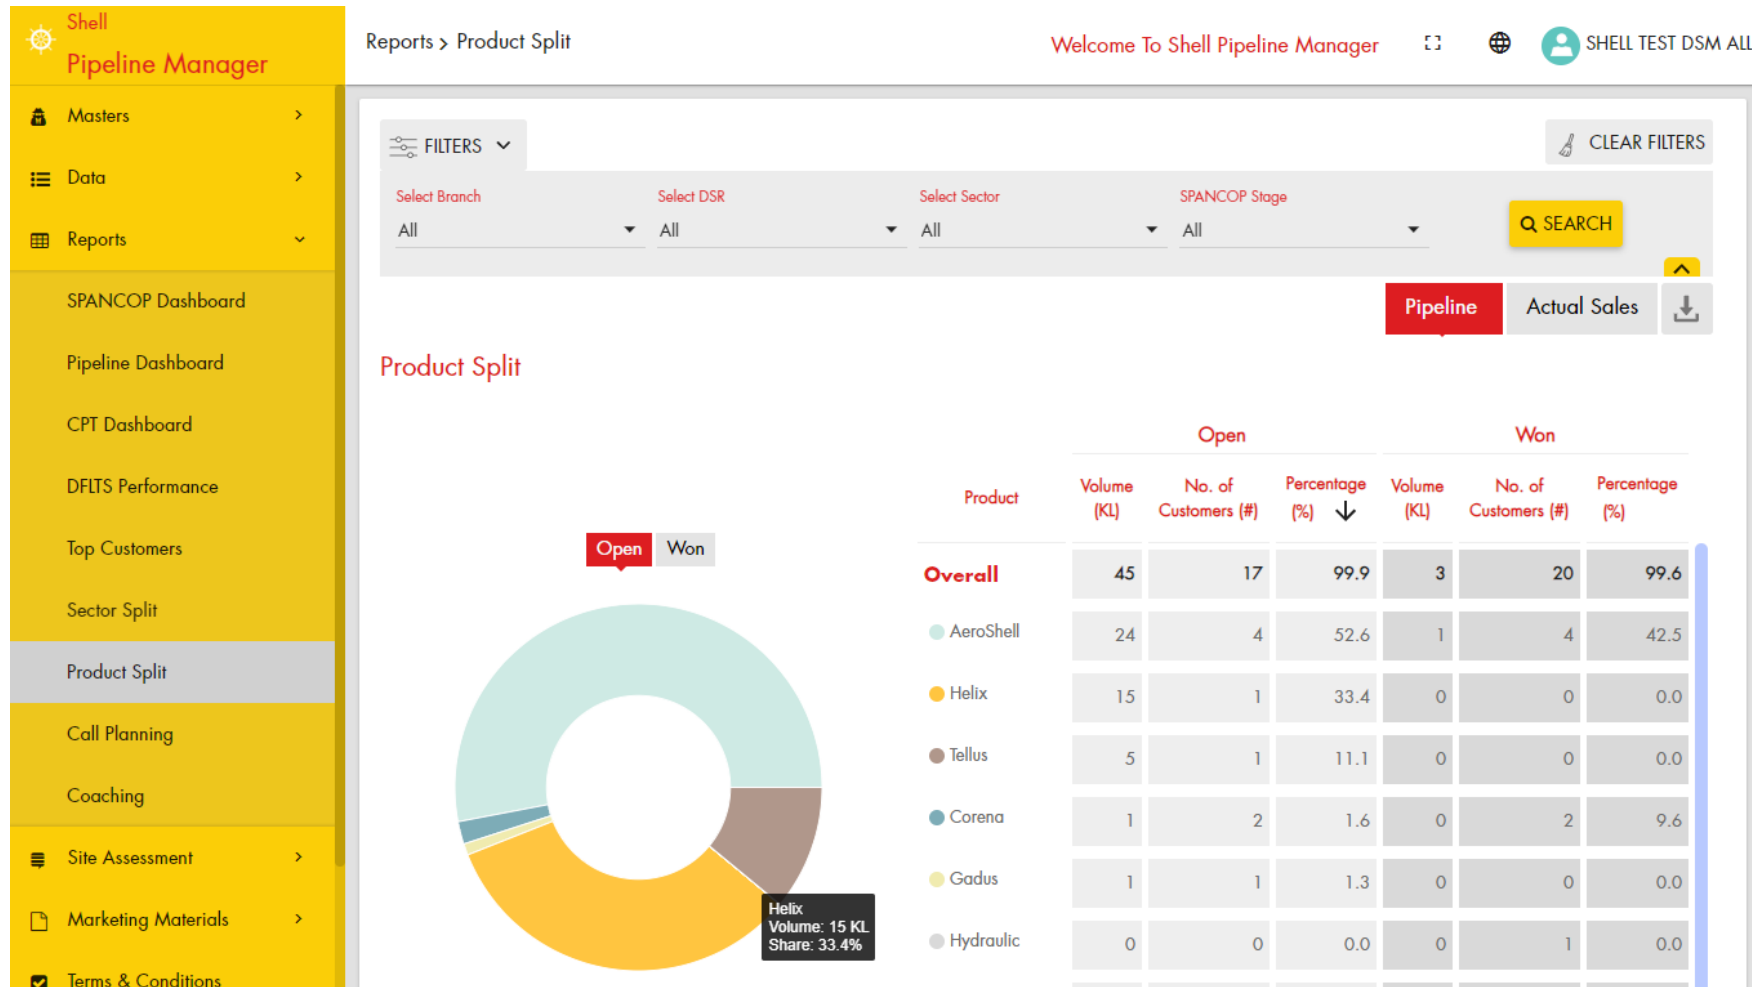 Shell
Pipeline Manager
Reports > Product Split
Welcome To Shell Pipeline Manager
SHELL TEST DSM ALL
Masters
Data
Reports
SPANCOP Dashboard
Pipeline Dashboard
CPT Dashboard
DFLTS Performance
Top Customers
Sector Split
Product Split
Call Planning
Coaching
Site Assessment
Marketing Materials
Terms & Conditions
FILTERS
CLEAR FILTERS
Select Branch Select DSR Select Sector SPANCOP Stage
All All All All
SEARCH
Pipeline Actual Sales
Product Split
Open Won
Helix
Volume: 15 KL
Share: 33.4%
Open Won
Product Volume (KL) No. of Customers (#) Percentage (%) Volume (KL) No. of Customers (#) Percentage (%)
Overall 45 17 99.9 3 20 99.6
AeroShell 24 4 52.6 1 4 42.5
Helix 15 1 33.4 0 0 0.0
Tellus 5 1 11.1 0 0 0.0
Corena 1 2 1.6 0 2 9.6
Gadus 1 1 1.3 0 0 0.0
Hydraulic 0 0 0.0 0 1 0.0